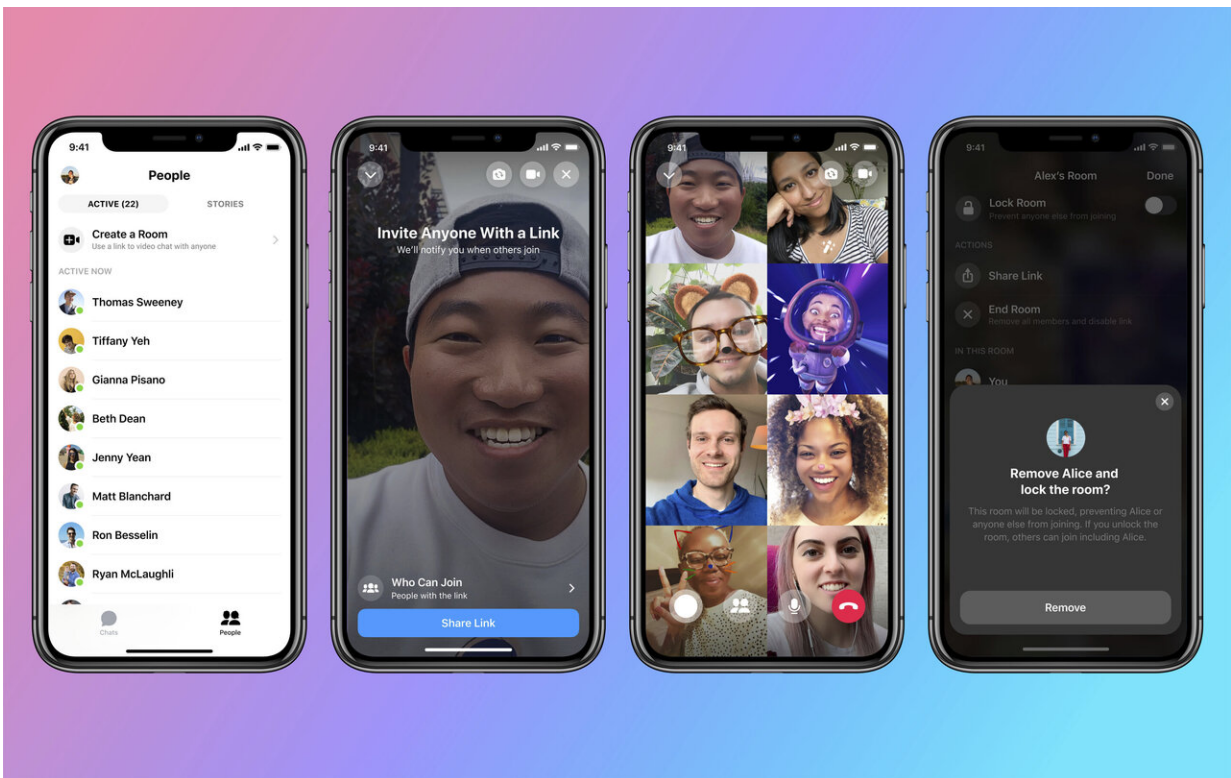 9:41
People
ACTIVE (22)
STORIES
Create a Room
Use a link to video chat with anyone
ACTIVE NOW
Thomas Sweeney
Tiffany Yeh
Gianna Pisano
Beth Dean
Jenny Yean
Matt Blanchard
Ron Besselin
Ryan McLaughli
Chats
People
9:41
Invite Anyone With a Link
We'll notify you when others join
Who Can Join
People with the link
Share Link
9:41
9:41
Alex's Room
Done
Lock Room
Prevent anyone else from joining
ACTIONS
Share Link
End Room
Remove all members and disable link
IN THIS ROOM
You
Remove Alice and
lock the room?
This room will be locked, preventing Alice or
anyone else from joining. If you unlock the
room, others can join including Alice.
Remove